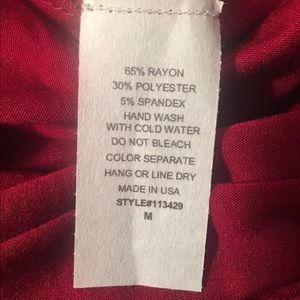 65% RAYON
30% POLYESTER
5% SPANDEX
HAND WASH
WITH COLD WATER
DO NOT BLEACH
COLOR SEPARATE
HANG OR LINE DRY
MADE IN USA
STYLE#113429
M